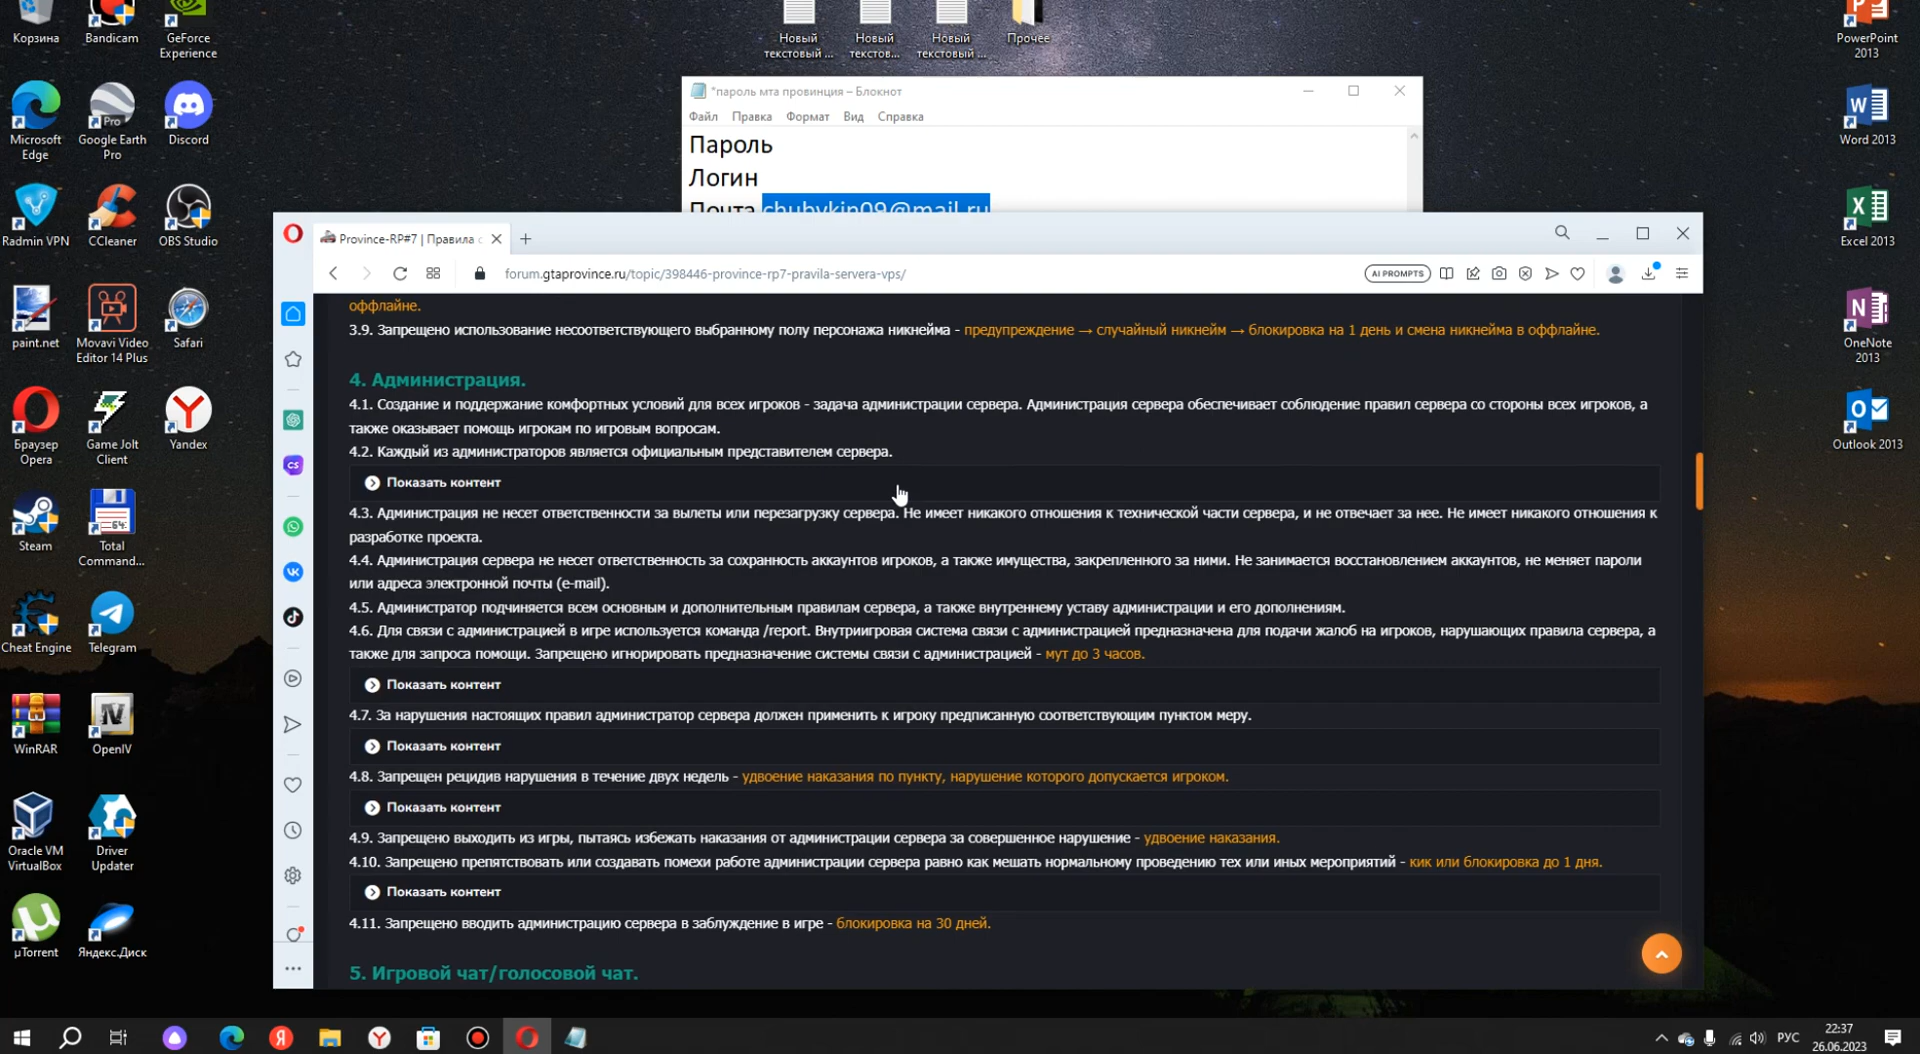 Корзина
Bandicam
GeForce
Experience
Новый
текстовый ...
Новый
текстов...
Новый
текстовый ...
Прочее
PowerPoint
2013
Microsoft
Edge
Google Earth
Pro
Discord
Word 2013
Radmin VPN
CCleaner
OBS Studio
Excel 2013
paint.net
Movavi Video
Editor 14 Plus
Safari
OneNote
2013
Браузер
Opera
Game Jolt
Client
Yandex
Outlook 2013
Steam
Total
Command...
Cheat Engine
Telegram
WinRAR
OpenIV
Oracle VM
VirtualBox
Driver
Updater
µTorrent
Яндекс.Диск
*пароль мта провинция – Блокнот
Файл Правка Формат Вид Справка
Пароль
Логин
Почта chubykin09@mail.ru
Province-RP#7 | Правила с
forum.gtaprovince.ru/topic/398446-province-rp7-pravila-servera-vps/
AI PROMPTS
оффлайне.
3.9. Запрещено использование несоответствующего выбранному полу персонажа никнейма - предупреждение → случайный никнейм → блокировка на 1 день и смена никнейма в оффлайне.
4. Администрация.
4.1. Создание и поддержание комфортных условий для всех игроков - задача администрации сервера. Администрация сервера обеспечивает соблюдение правил сервера со стороны всех игроков, а
также оказывает помощь игрокам по игровым вопросам.
4.2. Каждый из администраторов является официальным представителем сервера.
Показать контент
4.3. Администрация не несет ответственности за вылеты или перезагрузку сервера. Не имеет никакого отношения к технической части сервера, и не отвечает за нее. Не имеет никакого отношения к
разработке проекта.
4.4. Администрация сервера не несет ответственность за сохранность аккаунтов игроков, а также имущества, закрепленного за ними. Не занимается восстановлением аккаунтов, не меняет пароли
или адреса электронной почты (e-mail).
4.5. Администратор подчиняется всем основным и дополнительным правилам сервера, а также внутреннему уставу администрации и его дополнениям.
4.6. Для связи с администрацией в игре используется команда /report. Внутриигровая система связи с администрацией предназначена для подачи жалоб на игроков, нарушающих правила сервера, а
также для запроса помощи. Запрещено игнорировать предназначение системы связи с администрацией - мут до 3 часов.
Показать контент
4.7. За нарушения настоящих правил администратор сервера должен применить к игроку предписанную соответствующим пунктом меру.
Показать контент
4.8. Запрещен рецидив нарушения в течение двух недель - удвоение наказания по пункту, нарушение которого допускается игроком.
Показать контент
4.9. Запрещено выходить из игры, пытаясь избежать наказания от администрации сервера за совершенное нарушение - удвоение наказания.
4.10. Запрещено препятствовать или создавать помехи работе администрации сервера равно как мешать нормальному проведению тех или иных мероприятий - кик или блокировка до 1 дня.
Показать контент
4.11. Запрещено вводить администрацию сервера в заблуждение в игре - блокировка на 30 дней.
5. Игровой чат/голосовой чат.
РУС
22:37
26.06.2023